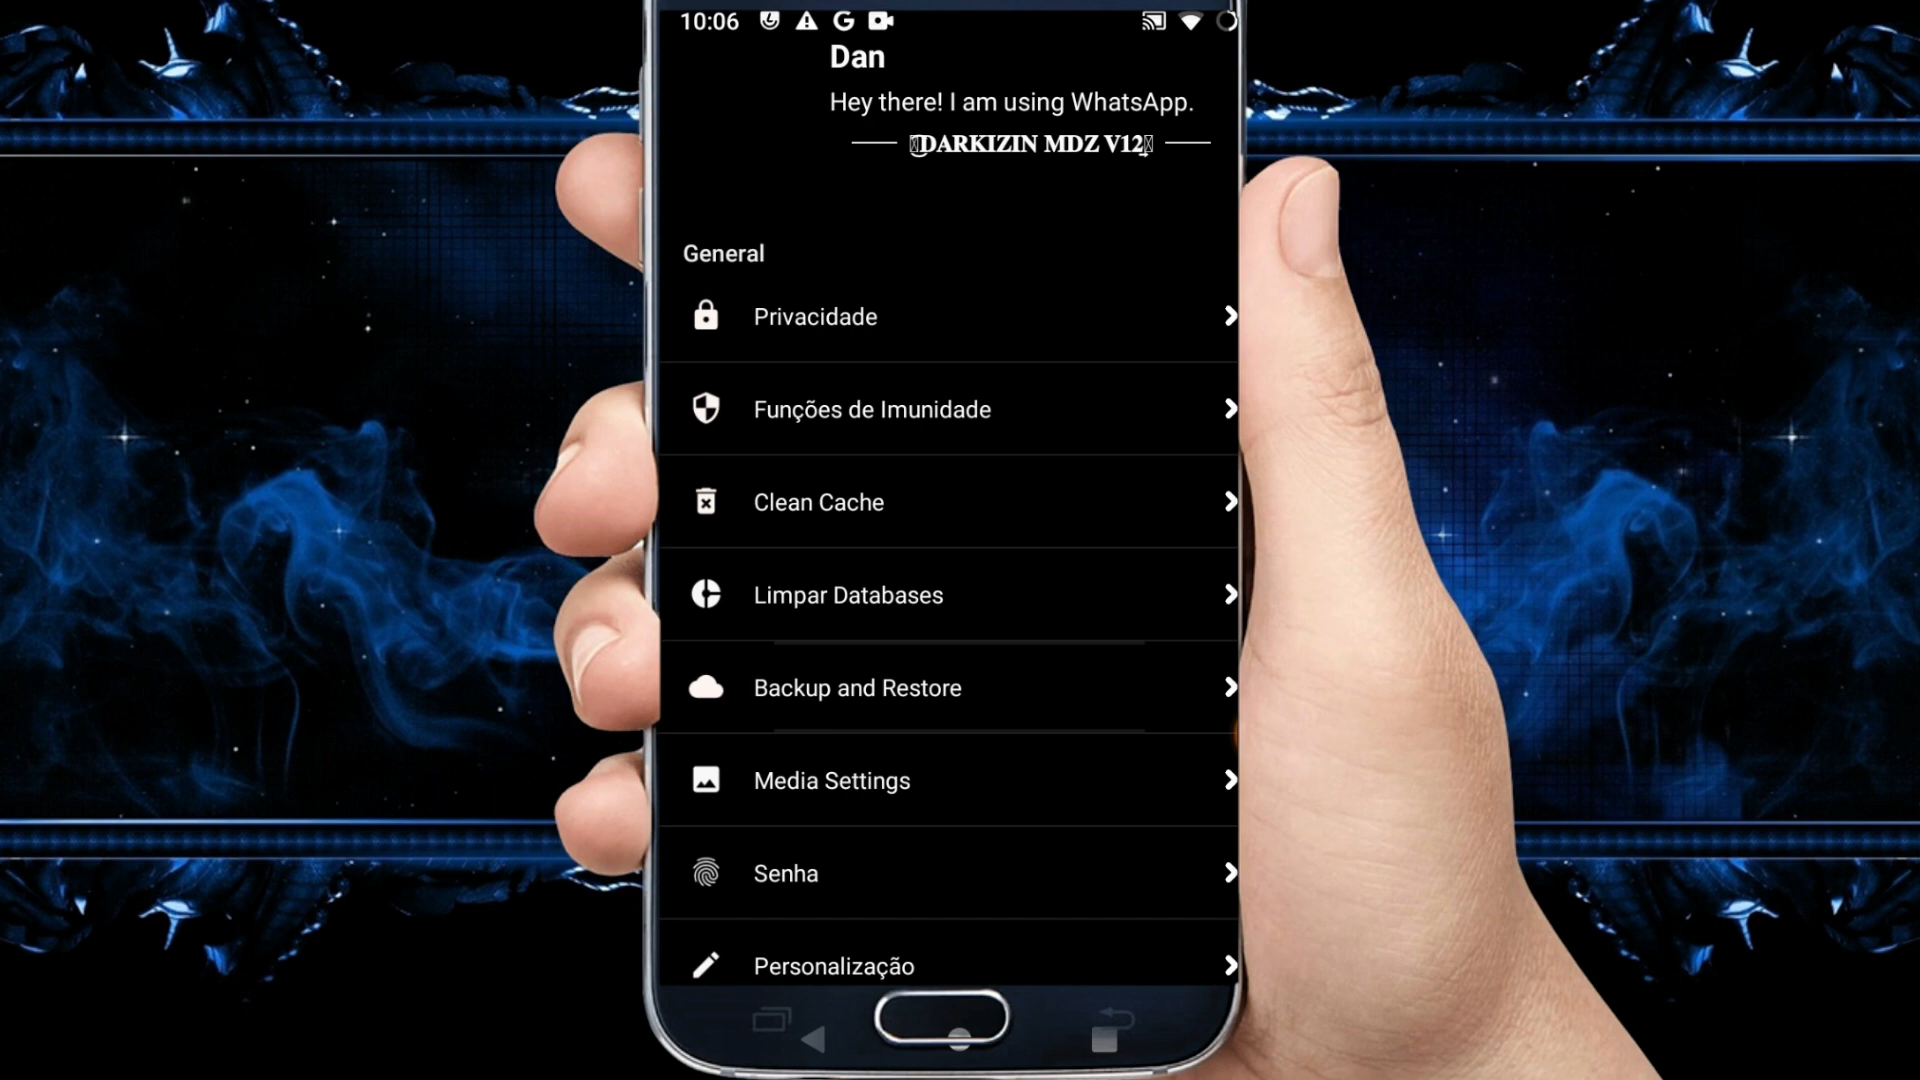 10:06
Dan
Hey there! I am using WhatsApp.
DARKIZIN MDZ V12
General
Privacidade
Funções de Imunidade
Clean Cache
Limpar Databases
Backup and Restore
Media Settings
Senha
Personalização